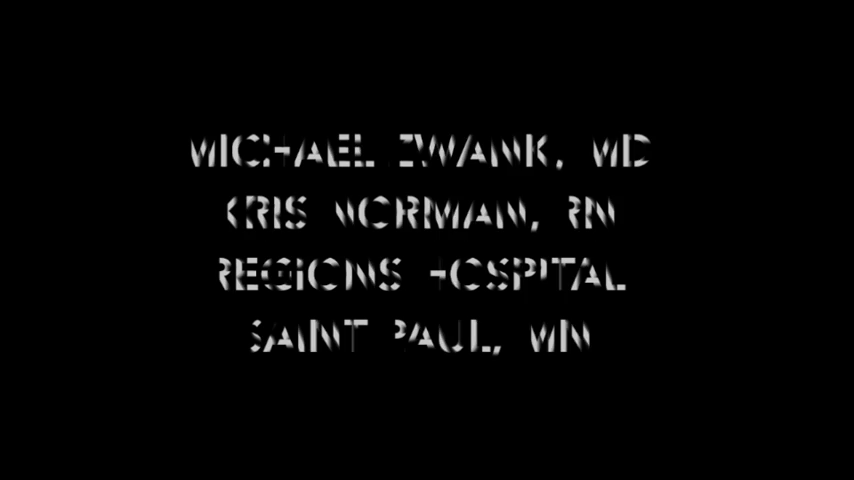 MICHAEL ZWANK, MD
KRIS NORMAN, RN
REGIONS HOSPITAL
SAINT PAUL, MN